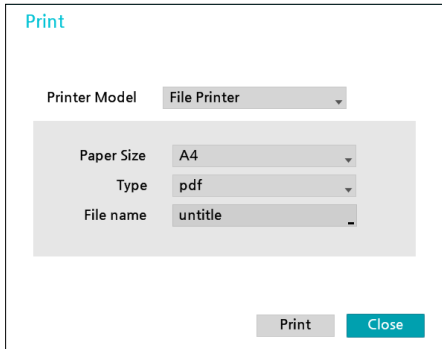 Print
Printer Model File Printer
Paper Size A4
Type pdf
File name untitle
Print Close